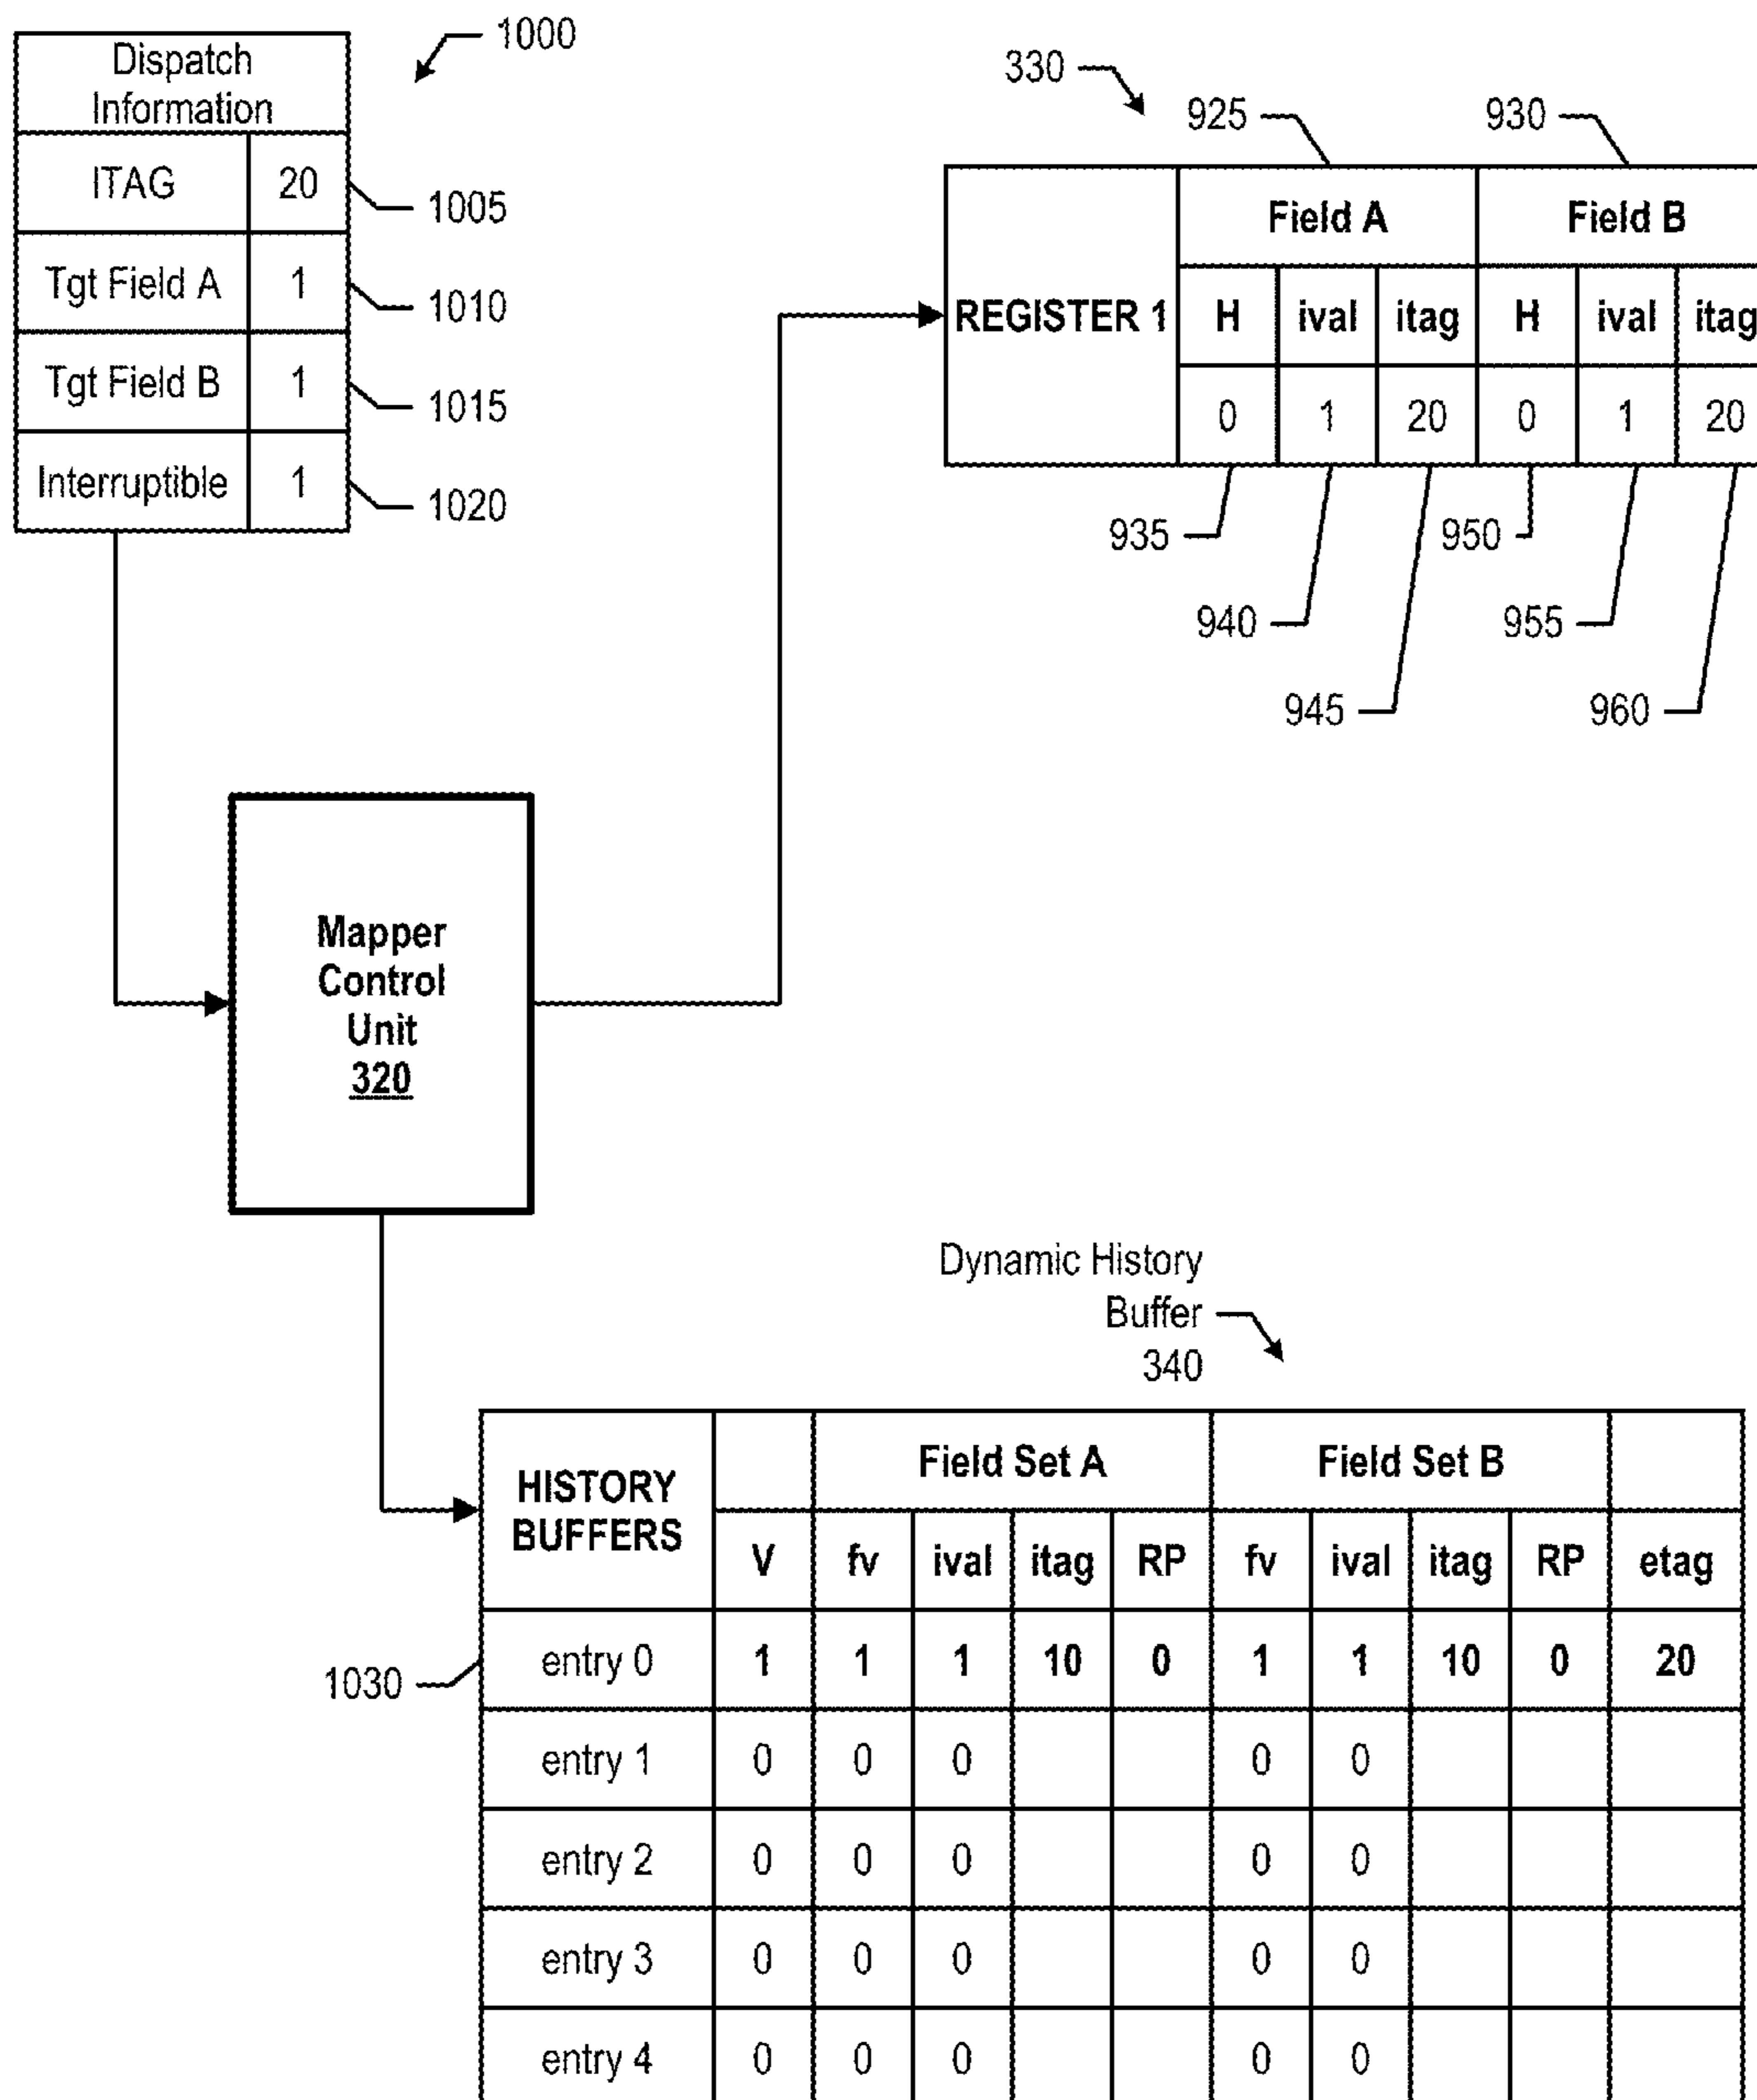 1000
Dispatch
Information
ITAG 20
1005
Tgt Field A 1
1010
Tgt Field B 1
1015
Interruptible 1
1020
330
925
930
REGISTER 1
Field A Field B
H ival itag H ival itag
0 1 20 0 1 20
935
950
940
955
945
960
Mapper
Control
Unit
320
Dynamic History
Buffer
340
HISTORY
BUFFERS
Field Set A Field Set B
V fv ival itag RP fv ival itag RP etag
1030
entry 0 1 1 1 10 0 1 1 10 0 20
entry 1 0 0 0 0 0
entry 2 0 0 0 0 0
entry 3 0 0 0 0 0
entry 4 0 0 0 0 0